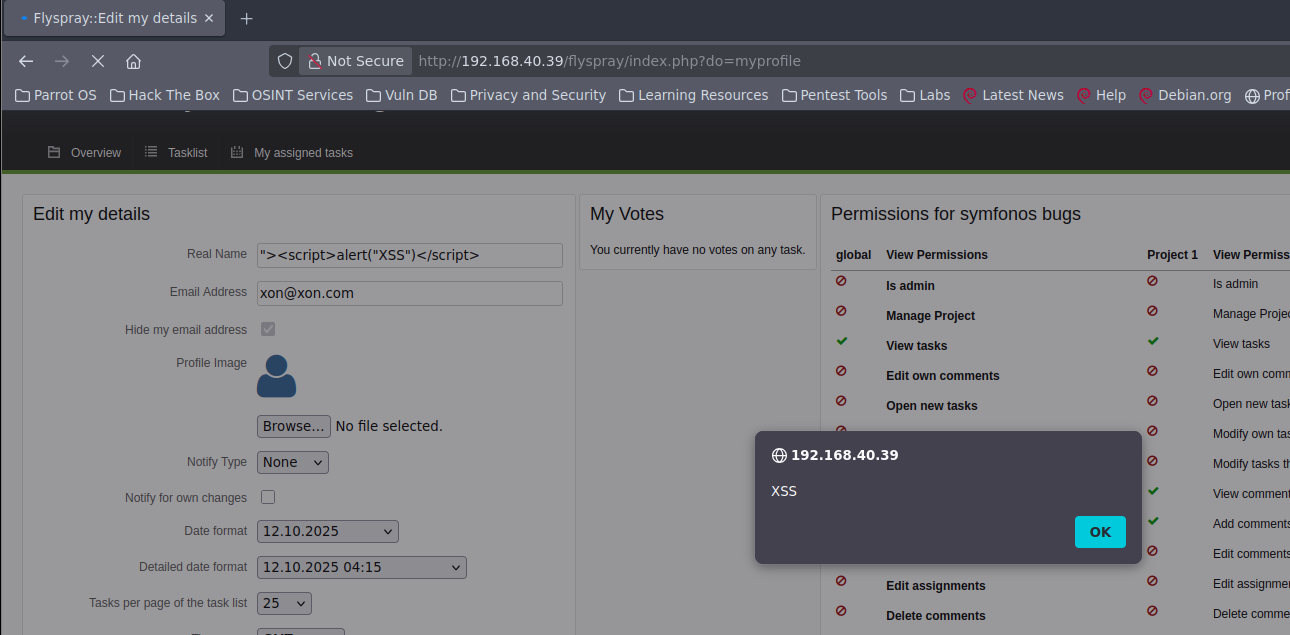 Flyspray::Edit my details
Not Secure http://192.168.40.39/flyspray/index.php?do=myprofile
Parrot OS Hack The Box OSINT Services Vuln DB Privacy and Security Learning Resources Pentest Tools Labs Latest News Help Debian.org Prof
Overview Tasklist My assigned tasks
Edit my details
Real Name "><script>alert("XSS")</script>
Email Address xon@xon.com
Hide my email address
Profile Image
Browse... No file selected.
Notify Type None
Notify for own changes
Date format 12.10.2025
Detailed date format 12.10.2025 04:15
Tasks per page of the task list 25
My Votes
You currently have no votes on any task.
Permissions for symfonos bugs
global View Permissions Project 1 View Permiss
Is admin Is admin
Manage Project Manage Projec
View tasks View tasks
Edit own comments Edit own comm
Open new tasks Open new task
Modify own tas
Modify tasks th
View comment
Add comments
Edit comments
Edit assignments Edit assignmen
Delete comments Delete comme
192.168.40.39
XSS
OK